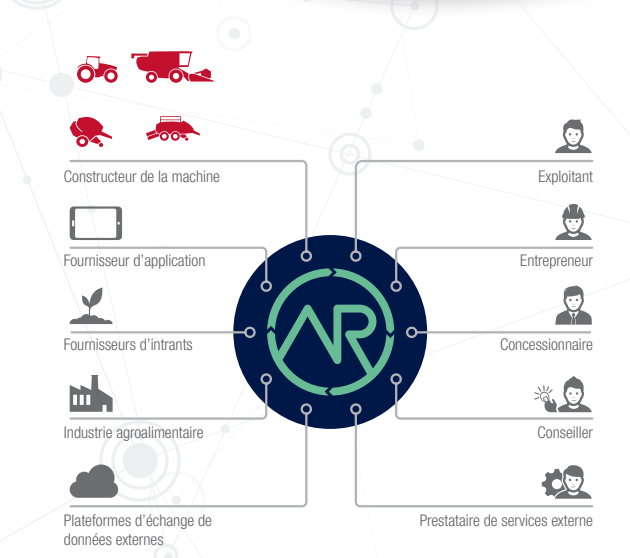 Constructeur de la machine
Fournisseur d'application
Fournisseurs d'intrants
Industrie agroalimentaire
Plateformes d'échange de
données externes
AR
Exploitant
Entrepreneur
Concessionnaire
Conseiller
Prestataire de services externe